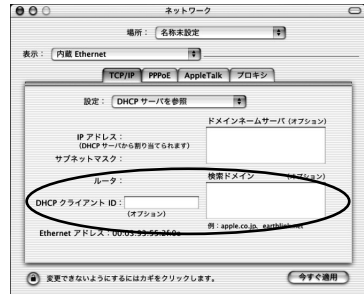 ネットワーク
場所： 名称未設定
表示： 内蔵 Ethernet
TCP/IP PPPoE AppleTalk プロキシ
設定： DHCP サーバを参照
ドメインネームサーバ (オプション)
IP アドレス：
(DHCP サーバから割り当てられます)
サブネットマスク：
ルータ：
検索ドメイン (オプション)
DHCP クライアント ID：
(オプション)
例：apple.co.jp, earthlink.net
Ethernet アドレス：
変更できないようにするにはカギをクリックします。
今すぐ適用